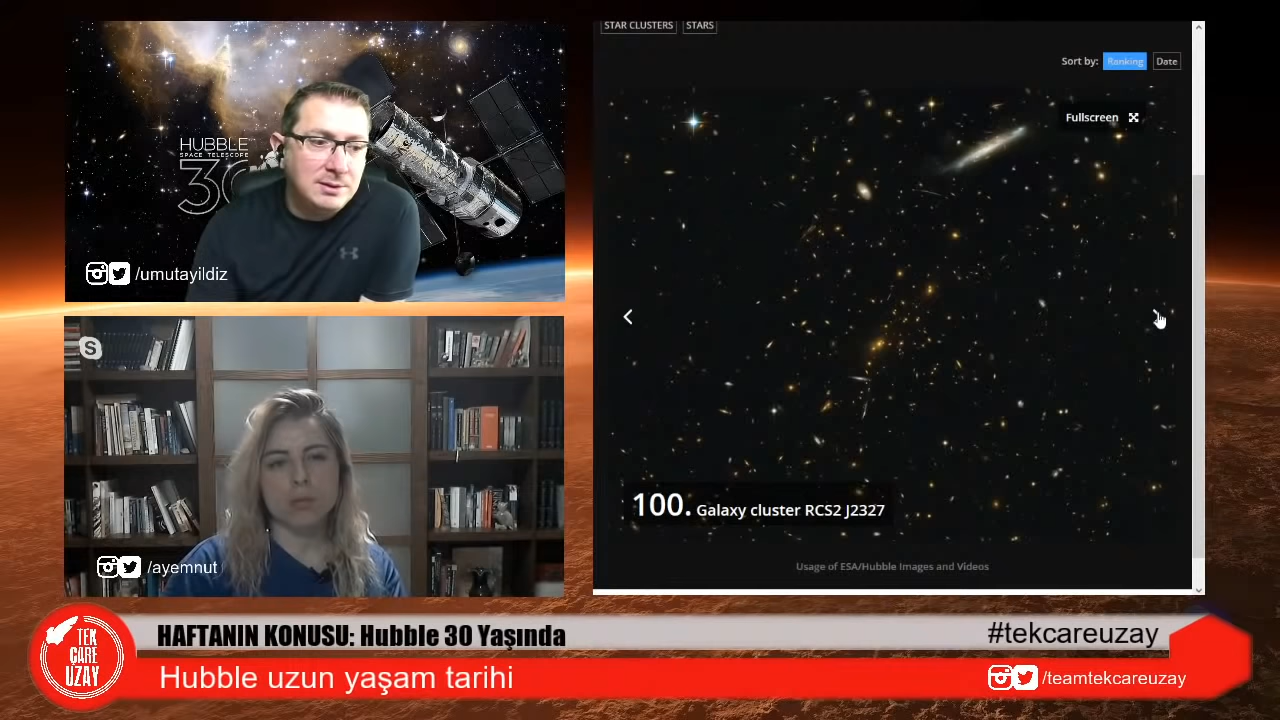 HUBBLE
SPACE TELESCOPE
30
/umutayildiz
S
/ayemnut
STAR CLUSTERS
STARS
Sort by: Ranking Date
Fullscreen
100. Galaxy cluster RCS2 J2327
Usage of ESA/Hubble Images and Videos
TEK
ÇARE
UZAY
HAFTANIN KONUSU: Hubble 30 Yaşında
#tekcareuzay
Hubble uzun yaşam tarihi
/teamtekcareuzay